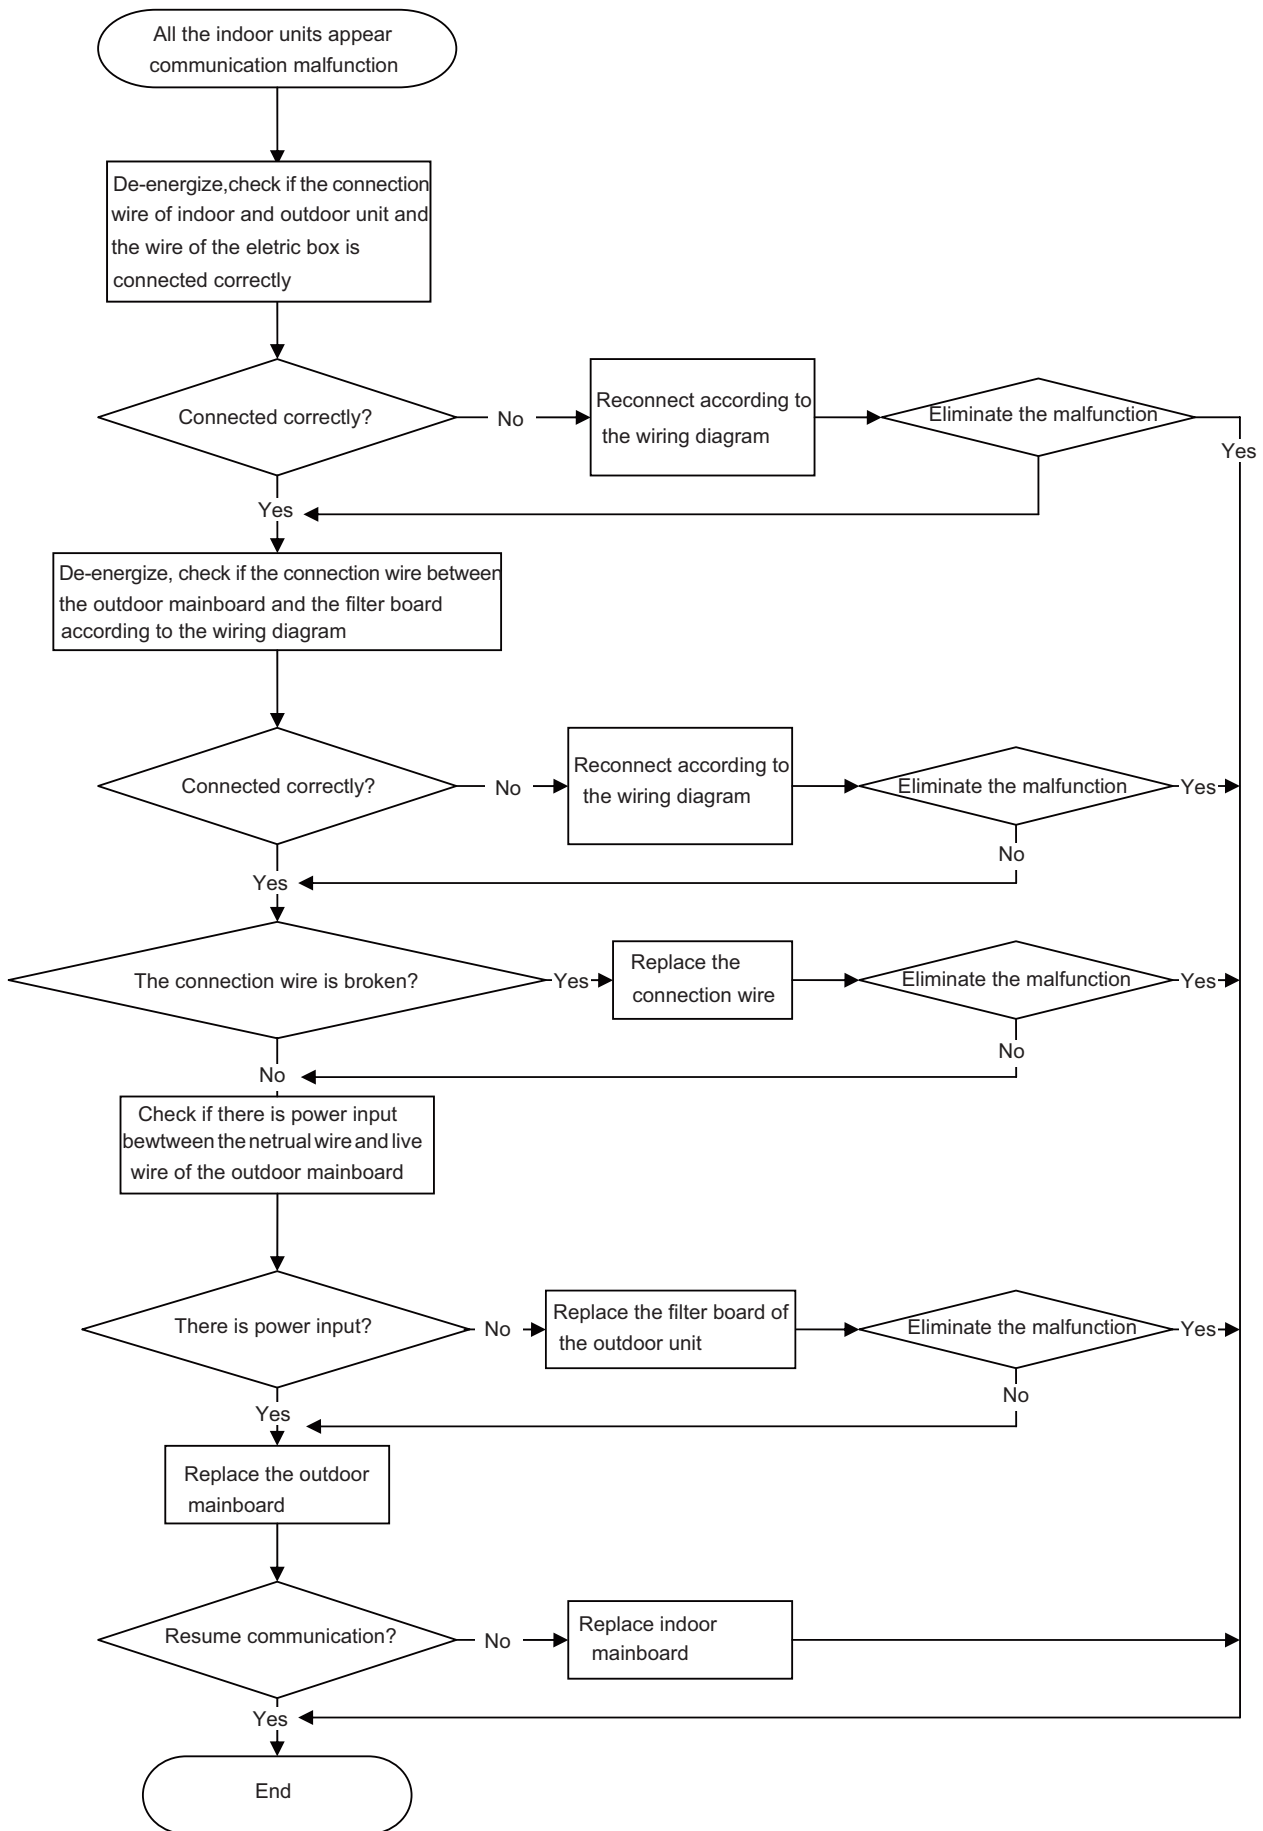 All the indoor units appear
communication malfunction
De-energize,check if the connection
wire of indoor and outdoor unit and
the wire of the eletric box is
connected correctly
Connected correctly?
No
Reconnect according to
the wiring diagram
Eliminate the malfunction
Yes
Yes
De-energize, check if the connection wire between
the outdoor mainboard and the filter board
according to the wiring diagram
Connected correctly?
No
Reconnect according to
the wiring diagram
Eliminate the malfunction
Yes
No
Yes
The connection wire is broken?
Yes
Replace the
connection wire
Eliminate the malfunction
Yes
No
No
Check if there is power input
bewtween the netrual wire and live
wire of the outdoor mainboard
There is power input?
No
Replace the filter board of
the outdoor unit
Eliminate the malfunction
Yes
No
Yes
Replace the outdoor
mainboard
Resume communication?
No
Replace indoor
mainboard
Yes
End